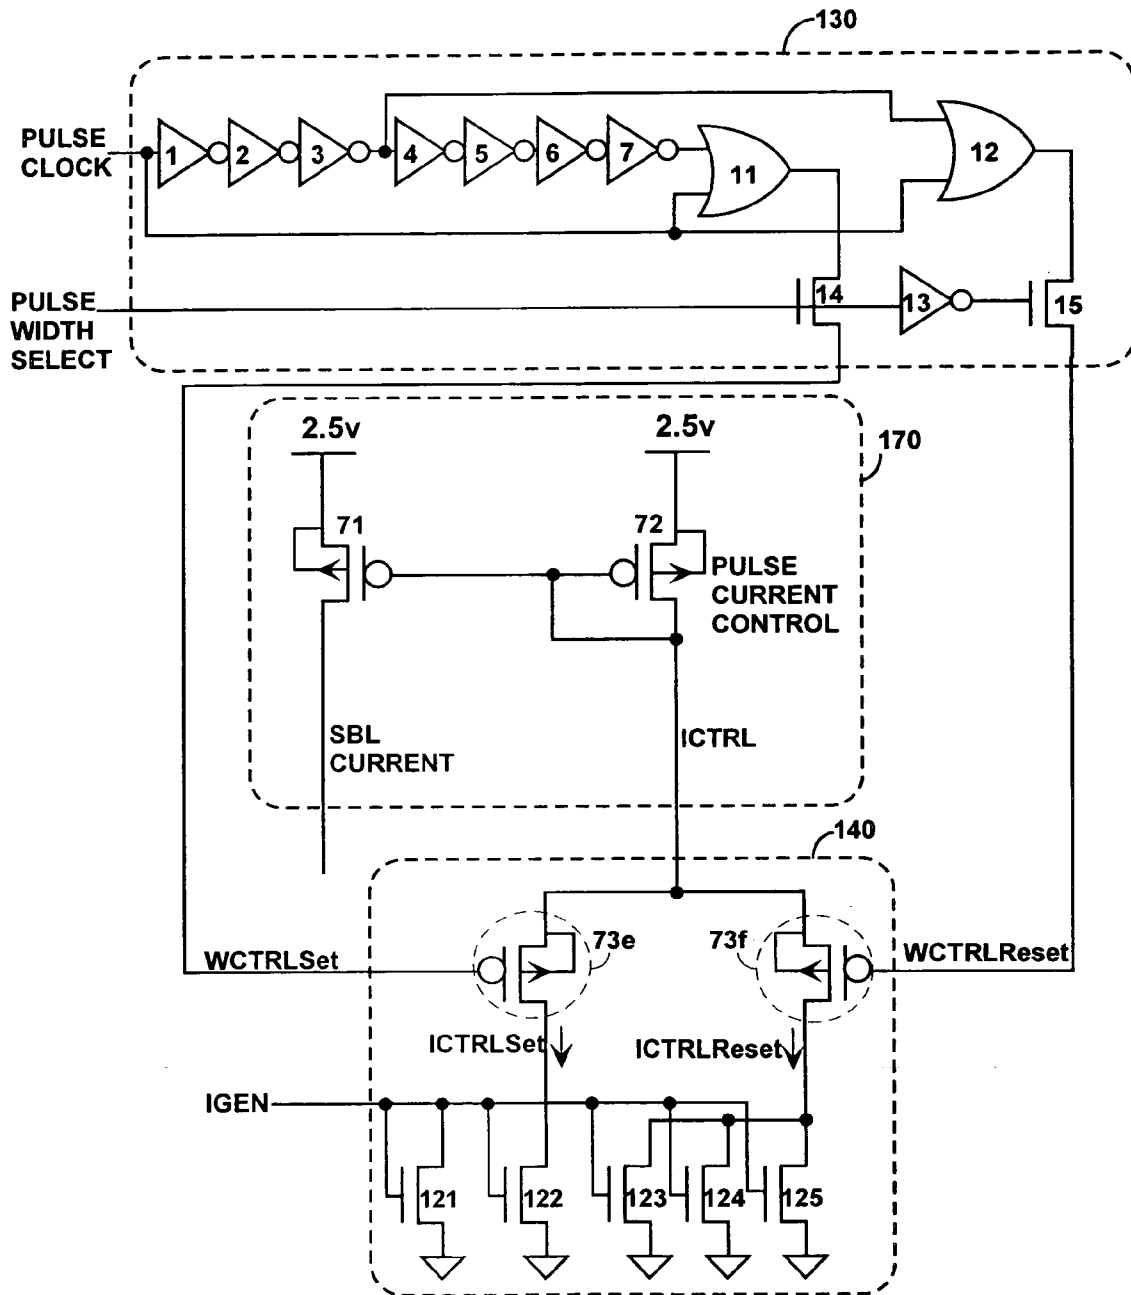 130
PULSE
CLOCK
1
2
3
4
5
6
7
11
12
PULSE
WIDTH
SELECT
14
13
15
2.5v
2.5v
170
71
72
PULSE
CURRENT
CONTROL
SBL
CURRENT
ICTRL
140
73e
73f
WCTRLSet
WCTRLReset
ICTRLSet
ICTRLReset
IGEN
121
122
123
124
125